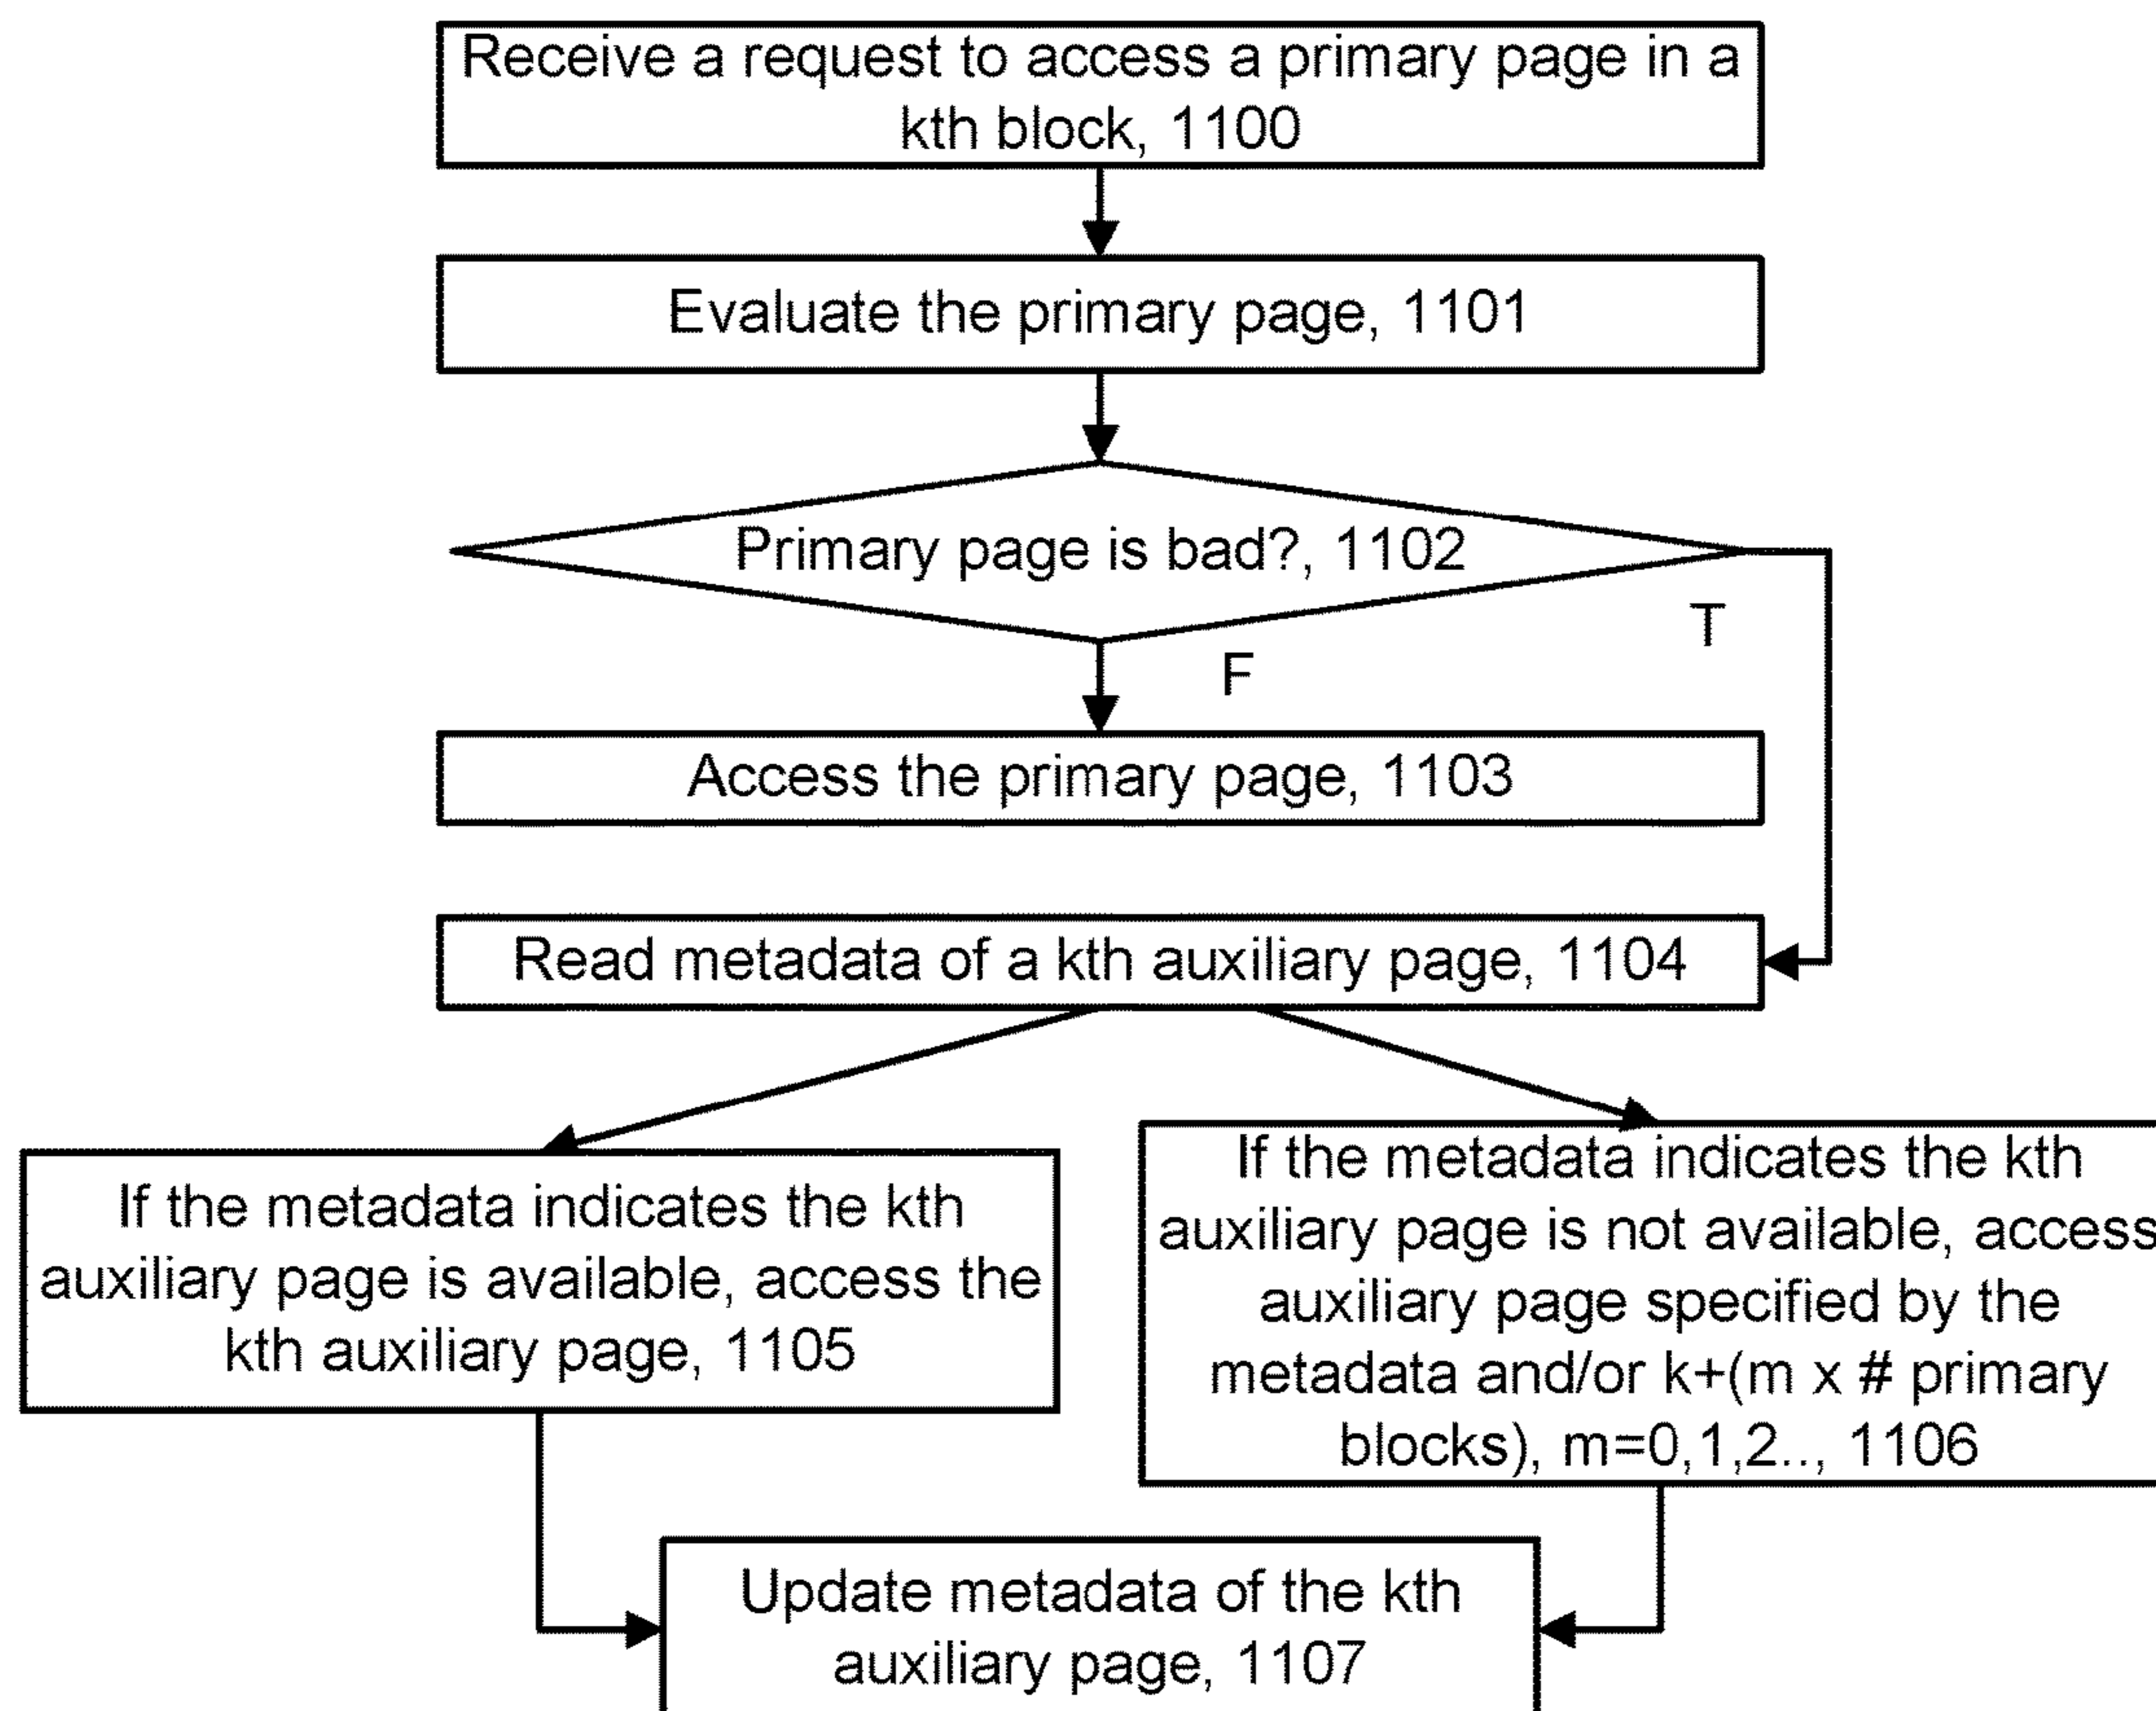 Receive a request to access a primary page in a
kth block, 1100
Evaluate the primary page, 1101
Primary page is bad?, 1102
T
F
Access the primary page, 1103
Read metadata of a kth auxiliary page, 1104
If the metadata indicates the kth
auxiliary page is available, access the
kth auxiliary page, 1105
If the metadata indicates the kth
auxiliary page is not available, access
auxiliary page specified by the
metadata and/or k+(m x # primary
blocks), m=0,1,2.., 1106
Update metadata of the kth
auxiliary page, 1107